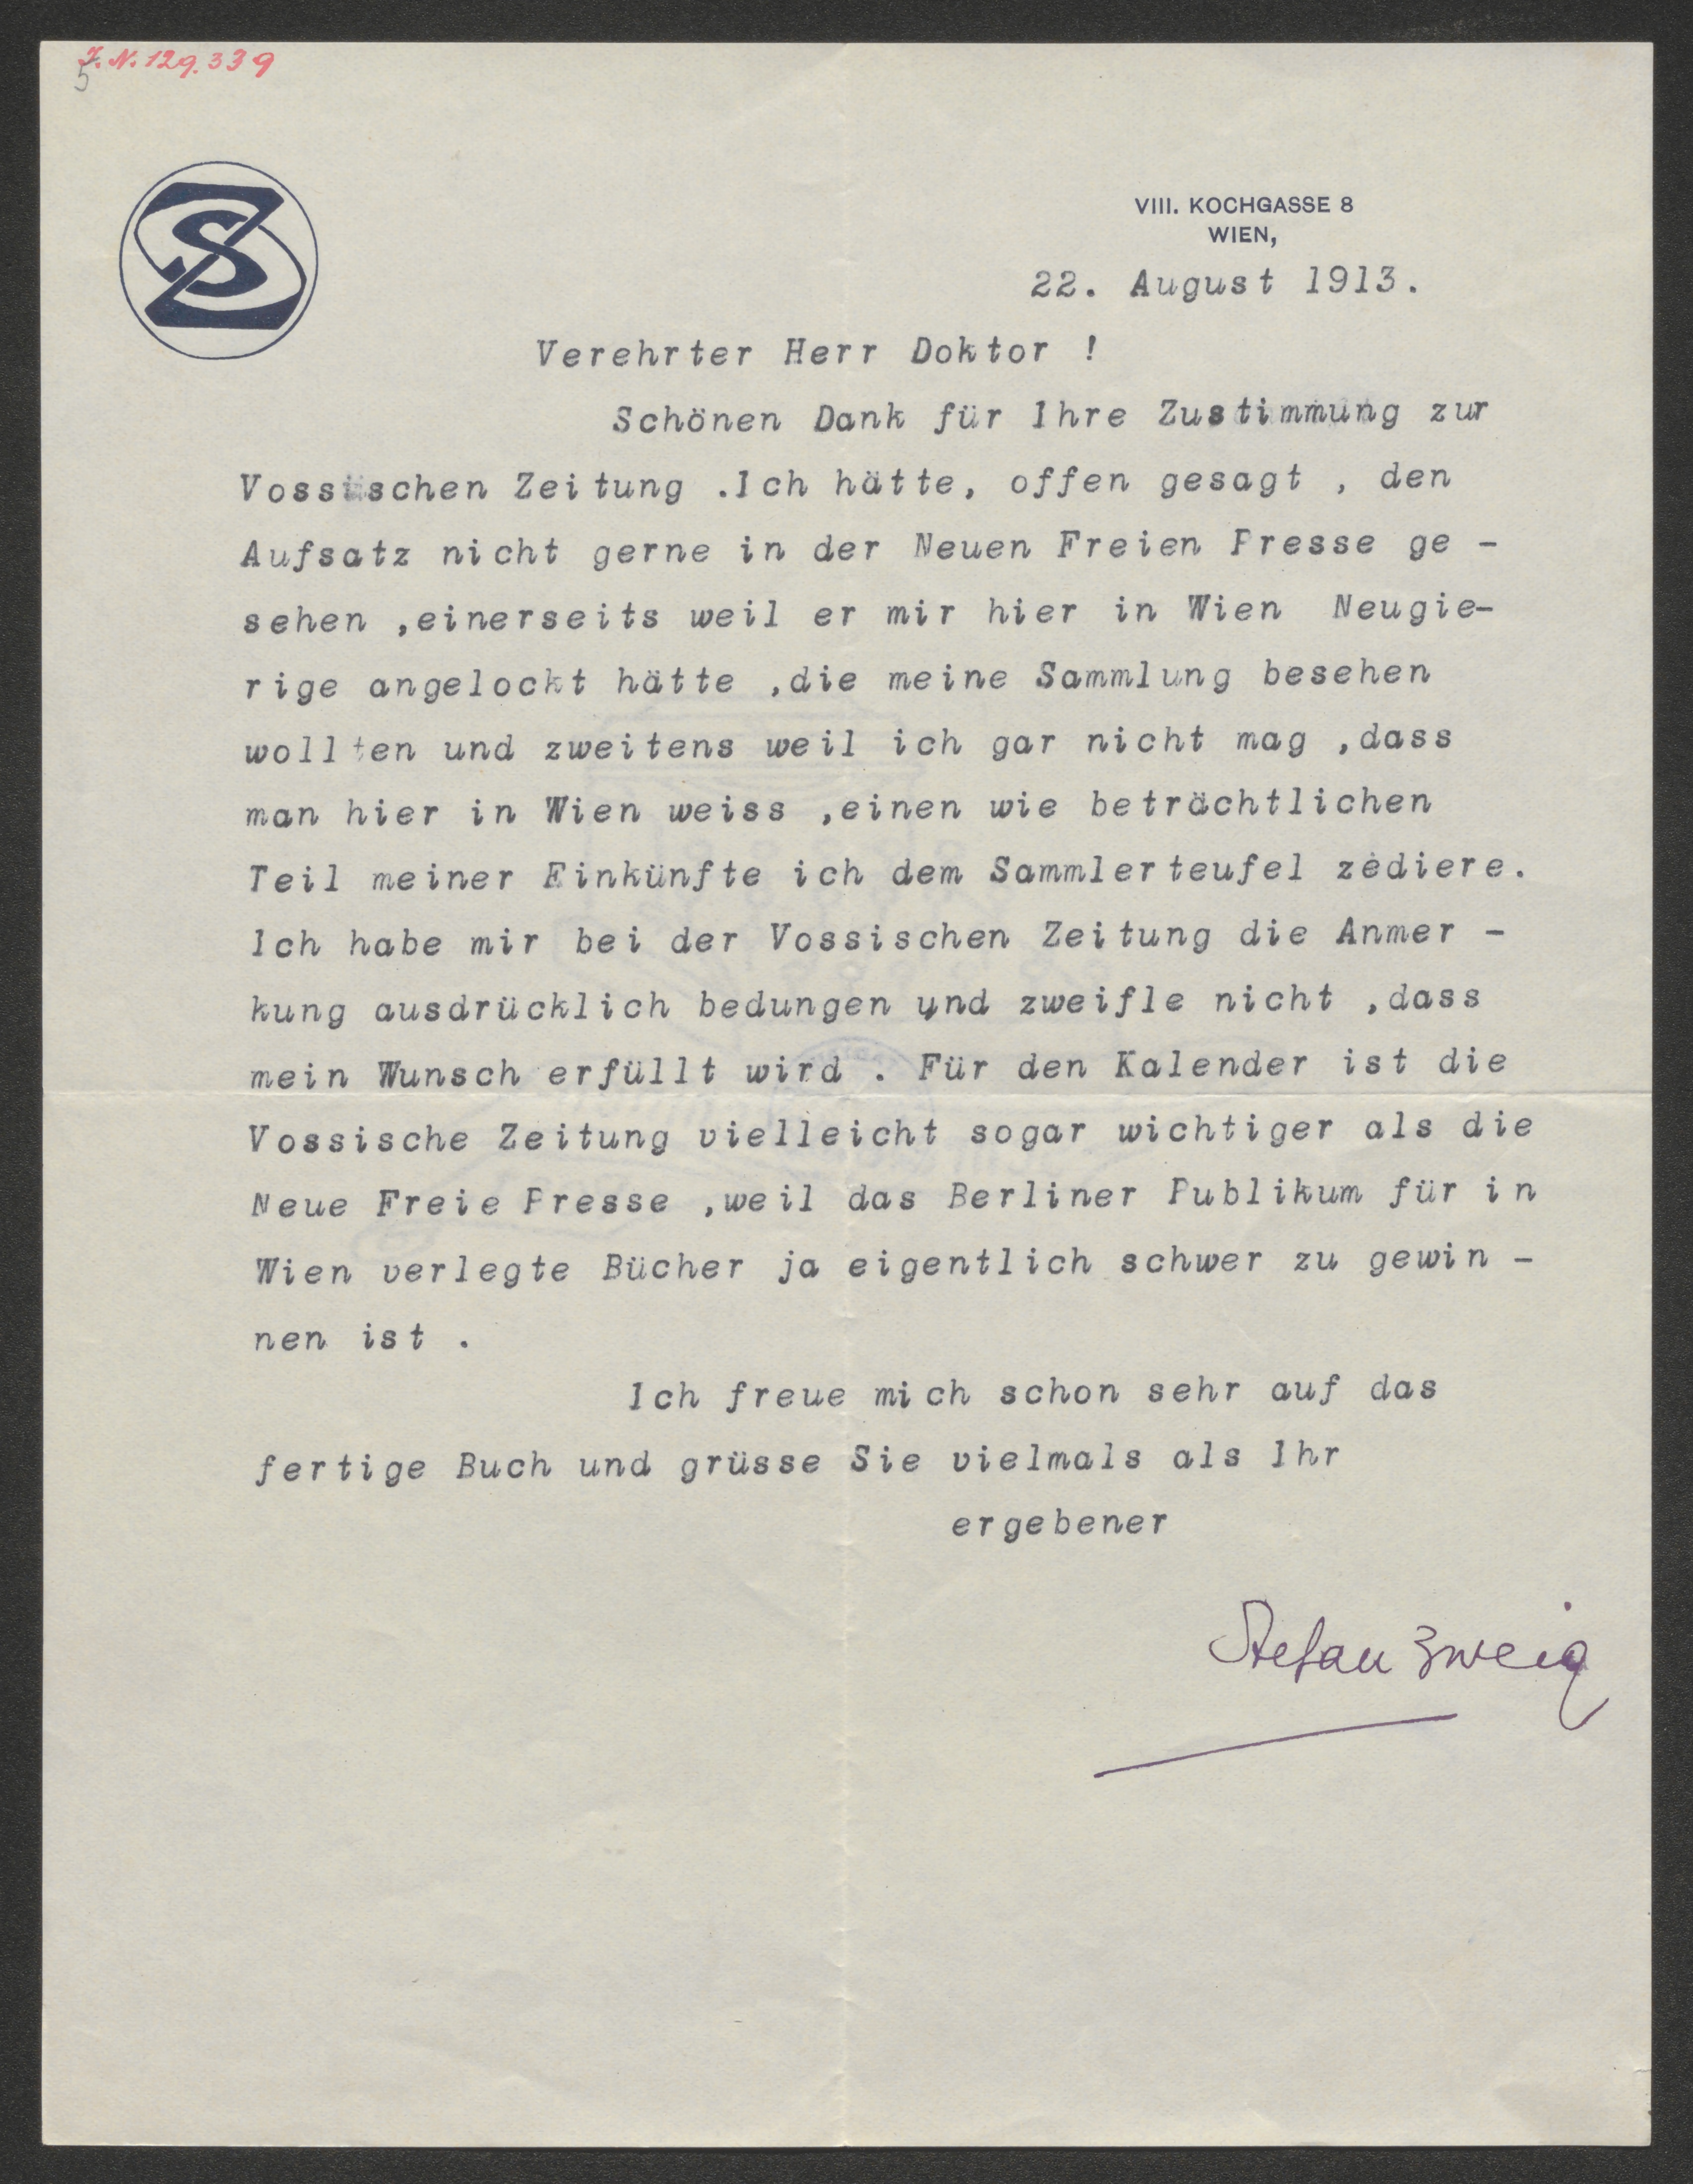 J. N. 129.339
5
SZ
VIII. KOCHGASSE 8
WIEN,
22. August 1913.
Verehrter Herr Doktor !
Schönen Dank für Ihre Zustimmung zur
Vossischen Zeitung .Ich hätte, offen gesagt , den
Aufsatz nicht gerne in der Neuen Freien Presse ge -
sehen ,einerseits weil er mir hier in Wien Neugie-
rige angelockt hätte ,die meine Sammlung besehen
wollten und zweitens weil ich gar nicht mag ,dass
man hier in Wien weiss ,einen wie beträchtlichen
Teil meiner Einkünfte ich dem Sammlerteufel zediere.
Ich habe mir bei der Vossischen Zeitung die Anmer -
kung ausdrücklich bedungen und zweifle nicht ,dass
mein Wunsch erfüllt wird . Für den Kalender ist die
Vossische Zeitung vielleicht sogar wichtiger als die
Neue Freie Presse ,weil das Berliner Publikum für in
Wien verlegte Bücher ja eigentlich schwer zu gewin -
nen ist .
Ich freue mich schon sehr auf das
fertige Buch und grüsse Sie vielmals als Ihr
ergebener
Stefan Zweig